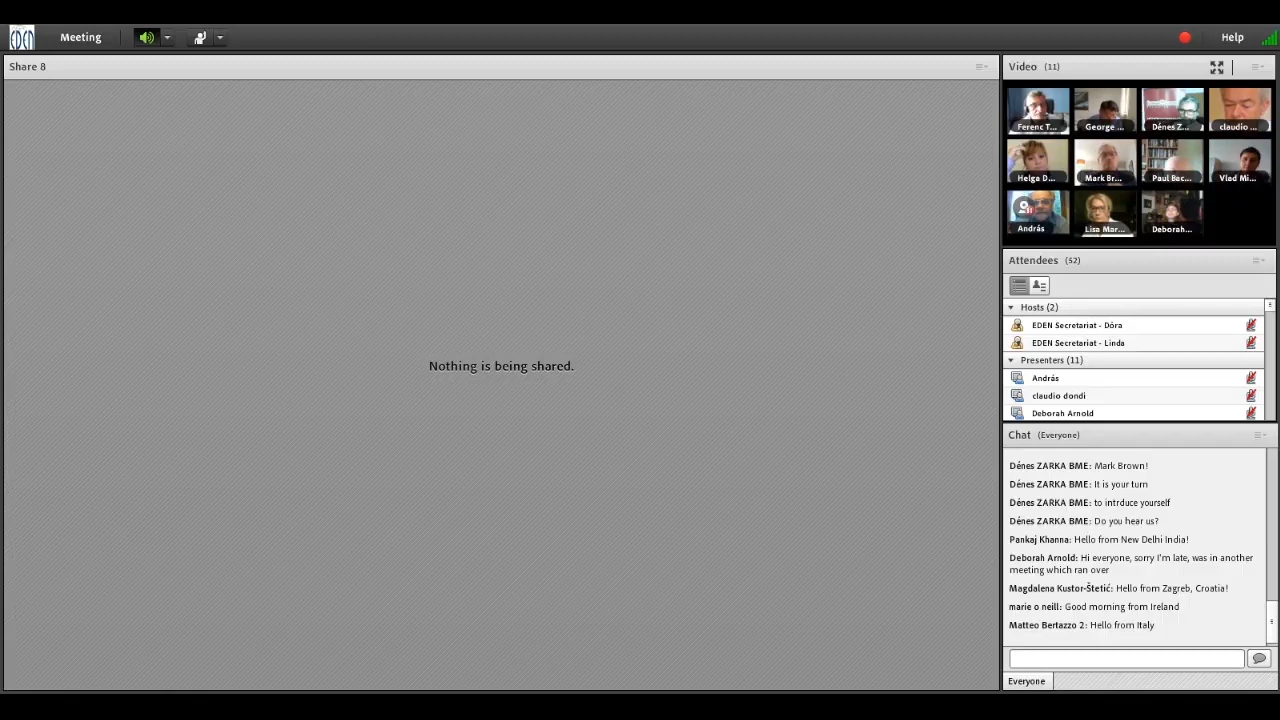 EDEN
Meeting
Help
Share 8
Nothing is being shared.
Video (11)
Ferenc T...
George ...
Dénes Z...
claudio ...
Helga D...
Mark Br...
Paul Bac...
Vlad Mi...
András
Lisa Mar...
Deborah...
Attendees (52)
Hosts (2)
EDEN Secretariat - Dóra
EDEN Secretariat - Linda
Presenters (11)
András
claudio dondi
Deborah Arnold
Chat (Everyone)
Dénes ZARKA BME: Mark Brown!
Dénes ZARKA BME: It is your turn
Dénes ZARKA BME: to intrduce yourself
Dénes ZARKA BME: Do you hear us?
Pankaj Khanna: Hello from New Delhi India!
Deborah Arnold: Hi everyone, sorry I'm late, was in another
meeting which ran over
Magdalena Kustor-Štetić: Hello from Zagreb, Croatia!
marie o neill: Good morning from Ireland
Matteo Bertazzo 2: Hello from Italy
Everyone